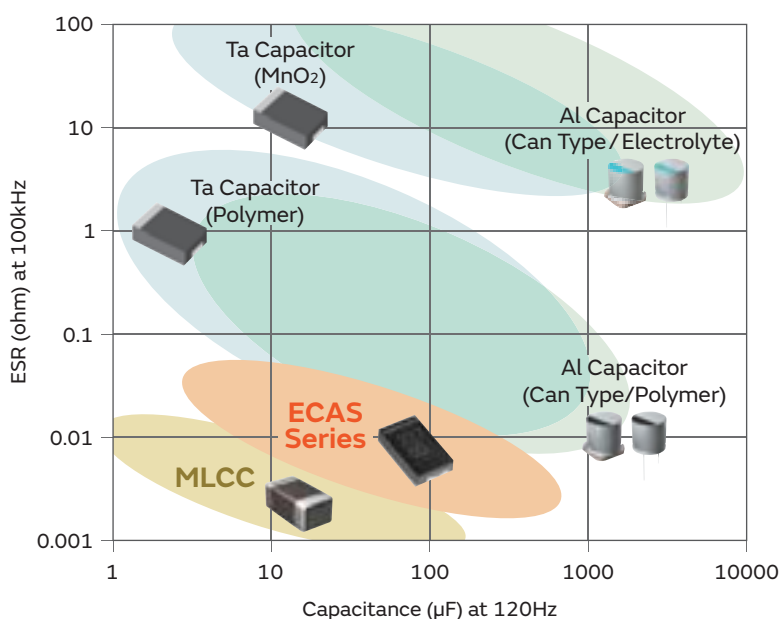 100
10
1
0.1
0.01
0.001
ESR (ohm) at 100kHz
Ta Capacitor
(MnO2)
Al Capacitor
(Can Type/Electrolyte)
Ta Capacitor
(Polymer)
Al Capacitor
(Can Type/Polymer)
ECAS
Series
MLCC
1
10
100
1000
10000
Capacitance (μF) at 120Hz